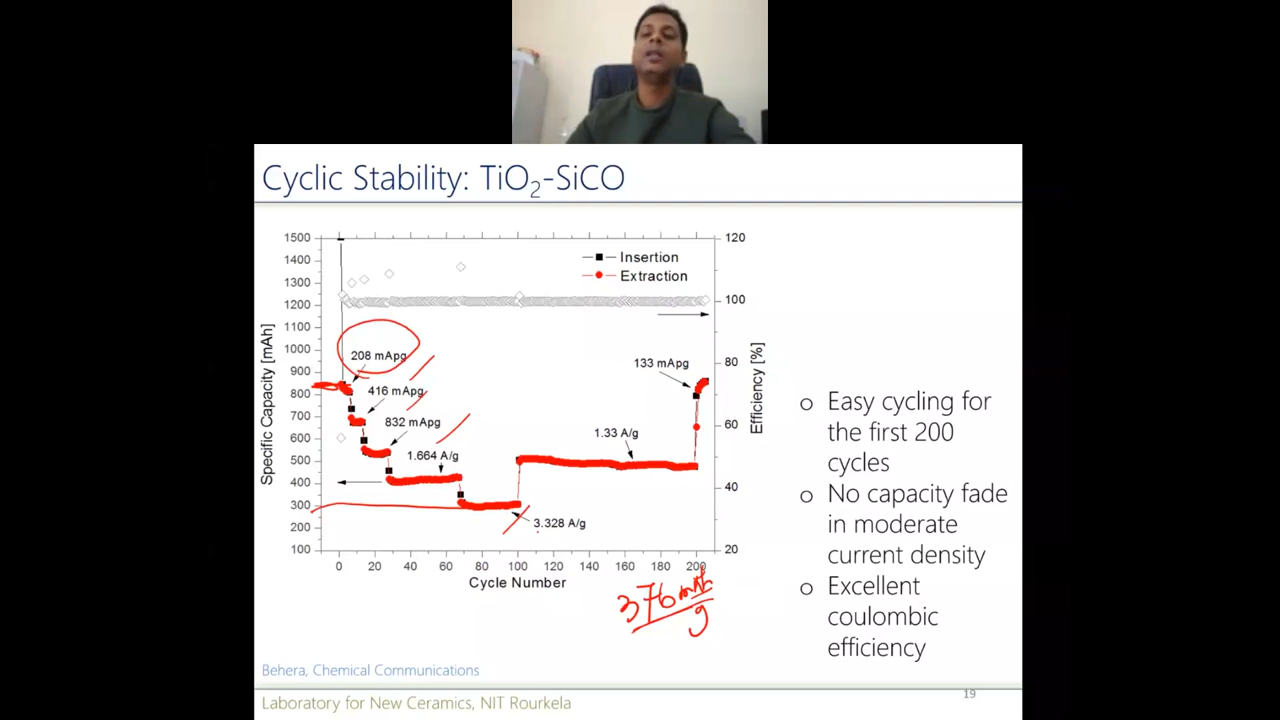 Cyclic Stability: TiO2-SiCO
1500
1400
1300
1200
1100
1000
900
800
700
600
500
400
300
200
100
Specific Capacity [mAh]
120
100
80
60
40
20
Efficiency [%]
Insertion
Extraction
208 mApg
416 mApg
832 mApg
1.664 A/g
3.328 A/g
1.33 A/g
133 mApg
0 20 40 60 80 100 120 140 160 180 200
Cycle Number
376 mAh/g
Easy cycling for
the first 200
cycles
No capacity fade
in moderate
current density
Excellent
coulombic
efficiency
Behera, Chemical Communications
Laboratory for New Ceramics, NIT Rourkela
19